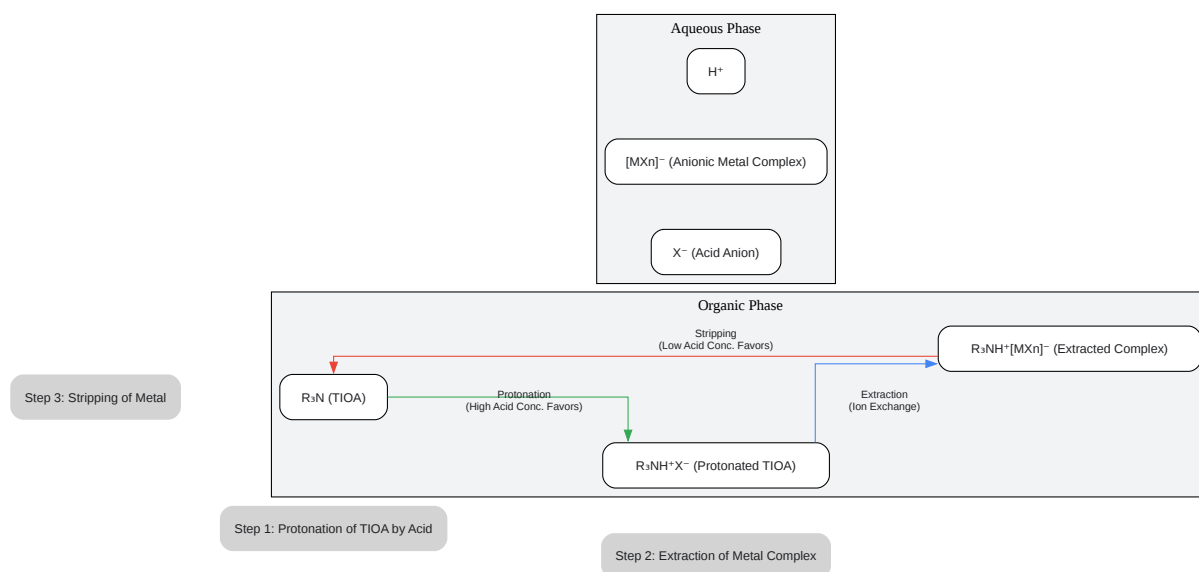 Aqueous Phase
H⁺
[MXn]⁻ (Anionic Metal Complex)
X⁻ (Acid Anion)
Organic Phase
Stripping
(Low Acid Conc. Favors)
R₃NH⁺[MXn]⁻ (Extracted Complex)
Step 3: Stripping of Metal
R₃N (TIOA)
Protonation
(High Acid Conc. Favors)
Extraction
(Ion Exchange)
R₃NH⁺X⁻ (Protonated TIOA)
Step 1: Protonation of TIOA by Acid
Step 2: Extraction of Metal Complex